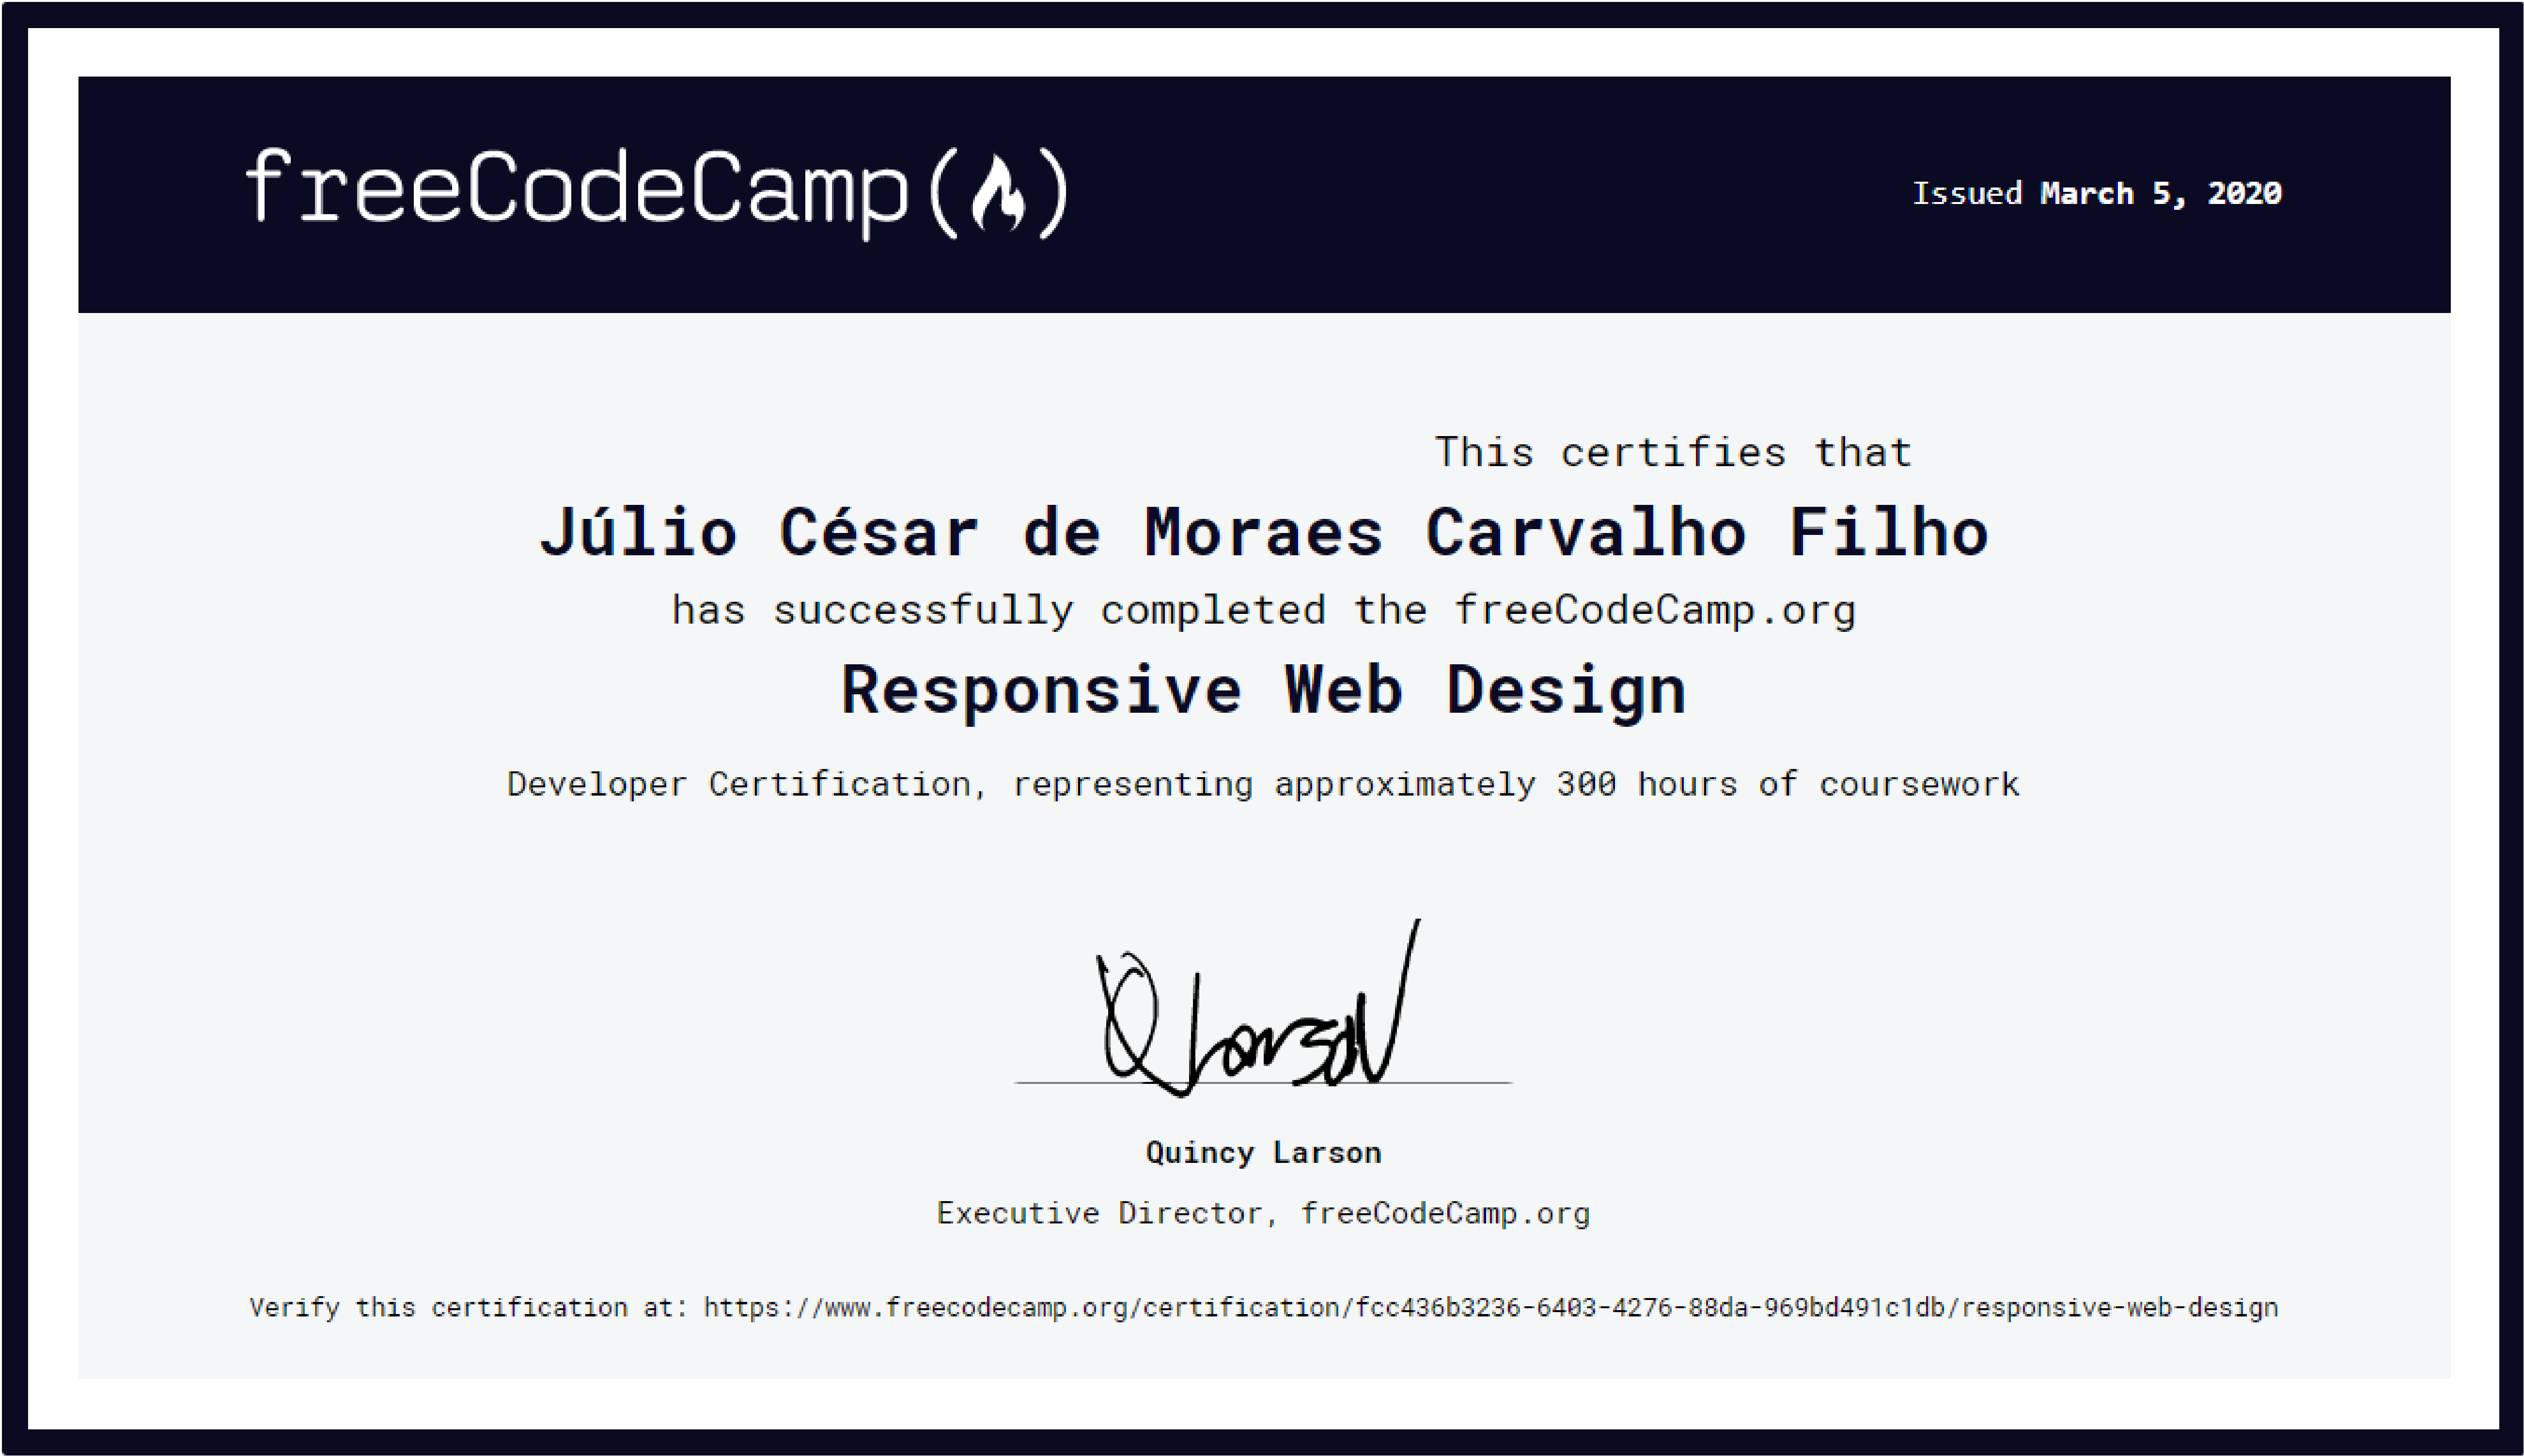 freeCodeCamp(🔥)
Issued March 5, 2020
This certifies that
Júlio César de Moraes Carvalho Filho
has successfully completed the freeCodeCamp.org
Responsive Web Design
Developer Certification, representing approximately 300 hours of coursework
Q Larson
Quincy Larson
Executive Director, freeCodeCamp.org
Verify this certification at: https://www.freecodecamp.org/certification/fcc436b3236-6403-4276-88da-969bd491c1db/responsive-web-design